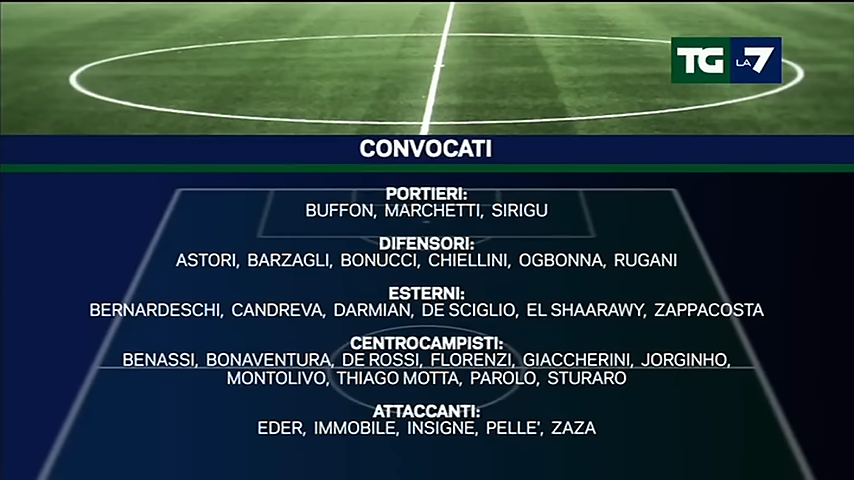 TG LA 7
CONVOCATI
PORTIERI:
BUFFON, MARCHETTI, SIRIGU
DIFENSORI:
ASTORI, BARZAGLI, BONUCCI, CHIELLINI, OGBONNA, RUGANI
ESTERNI:
BERNARDESCHI, CANDREVA, DARMIAN, DE SCIGLIO, EL SHAARAWY, ZAPPACOSTA
CENTROCAMPISTI:
BENASSI, BONAVENTURA, DE ROSSI, FLORENZI, GIACCHERINI, JORGINHO,
MONTOLIVO, THIAGO MOTTA, PAROLO, STURARO
ATTACCANTI:
EDER, IMMOBILE, INSIGNE, PELLE', ZAZA